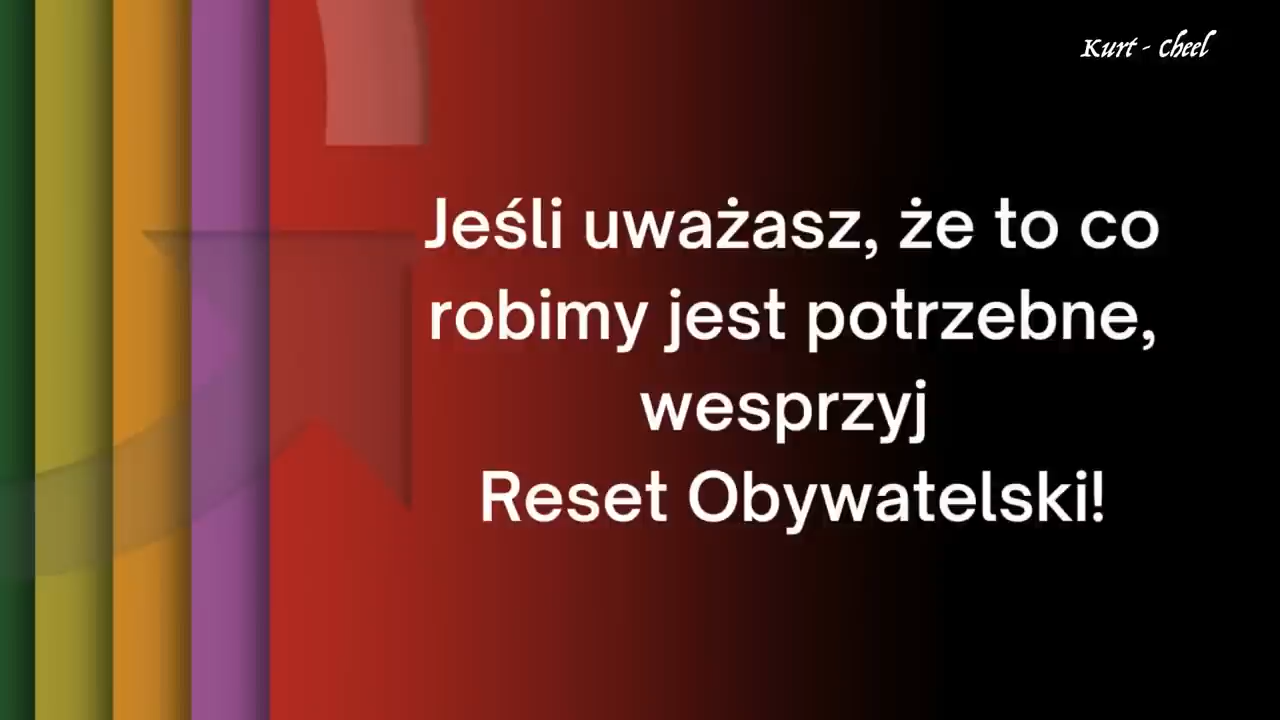 Kurt - Cheel
Jeśli uważasz, że to co
robimy jest potrzebne,
wesprzyj
Reset Obywatelski!